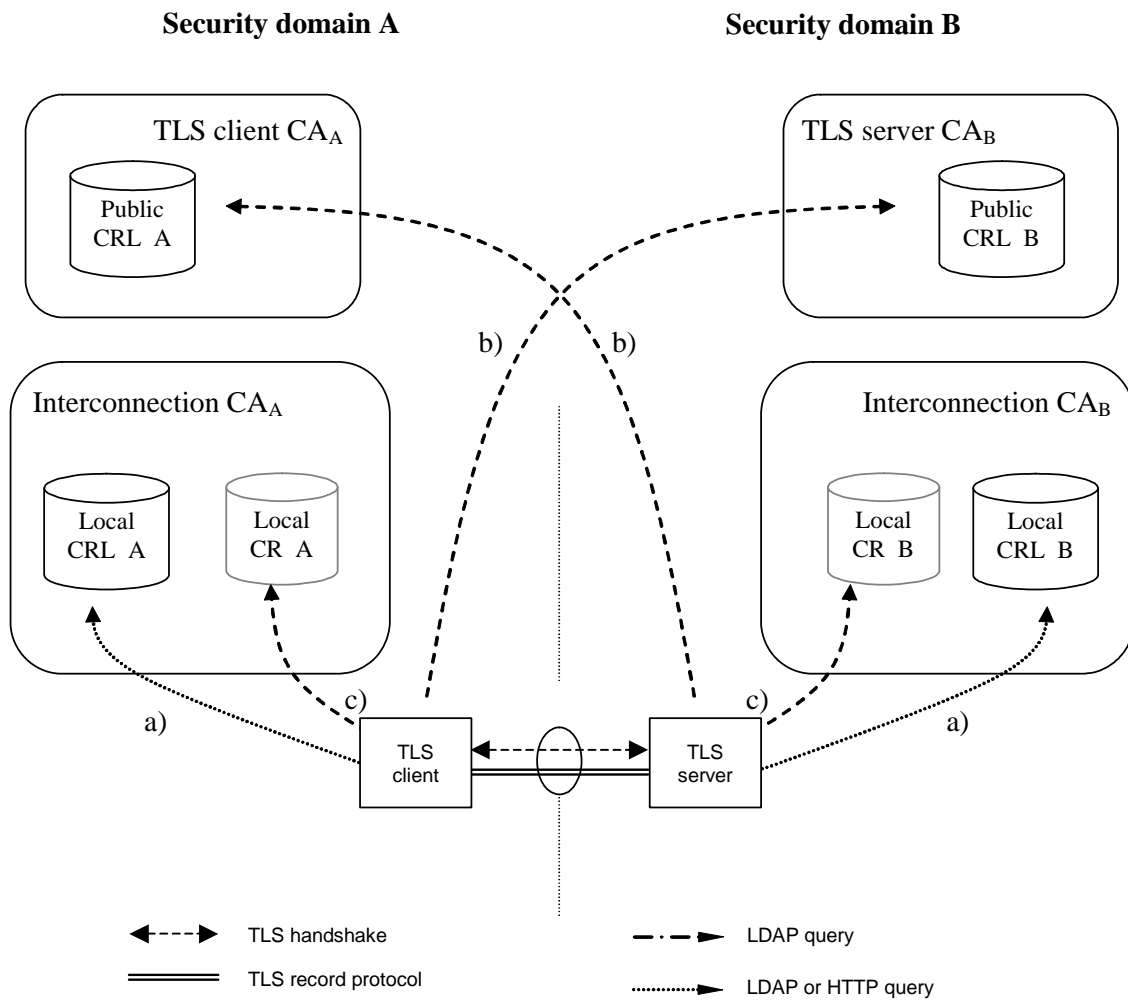 Security domain A
Security domain B
TLS client CA_A
TLS server CA_B
Public
CRL A
Public
CRL B
b)
b)
Interconnection CA_A
Interconnection CA_B
Local
CRL A
Local
CR A
Local
CR B
Local
CRL B
a)
c)
c)
a)
TLS
client
TLS
server
TLS handshake
LDAP query
TLS record protocol
LDAP or HTTP query